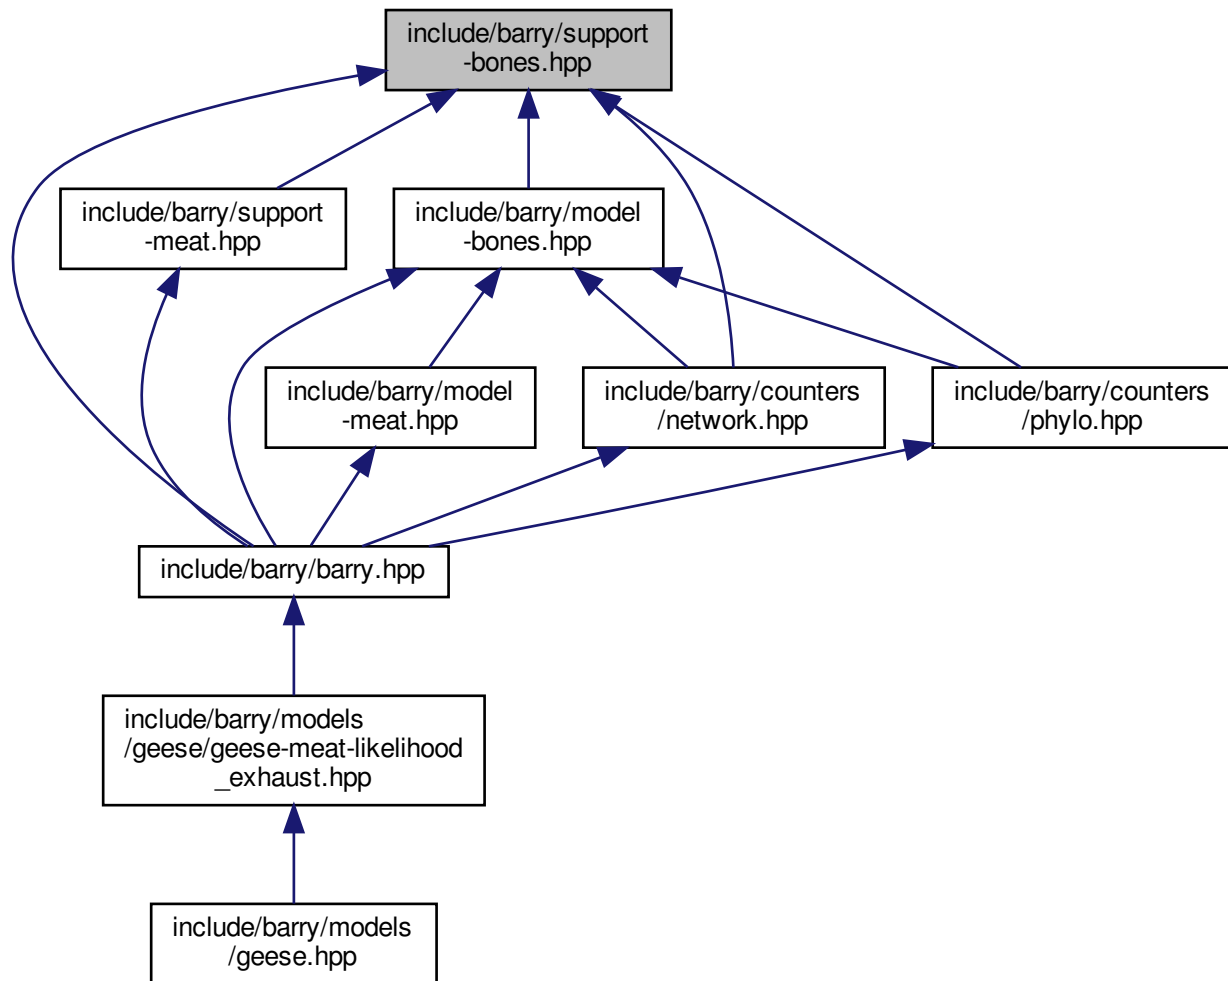 include/barry/support
-bones.hpp
include/barry/support
-meat.hpp
include/barry/model
-bones.hpp
include/barry/model
-meat.hpp
include/barry/counters
/network.hpp
include/barry/counters
/phylo.hpp
include/barry/barry.hpp
include/barry/models
/geese/geese-meat-likelihood
_exhaust.hpp
include/barry/models
/geese.hpp